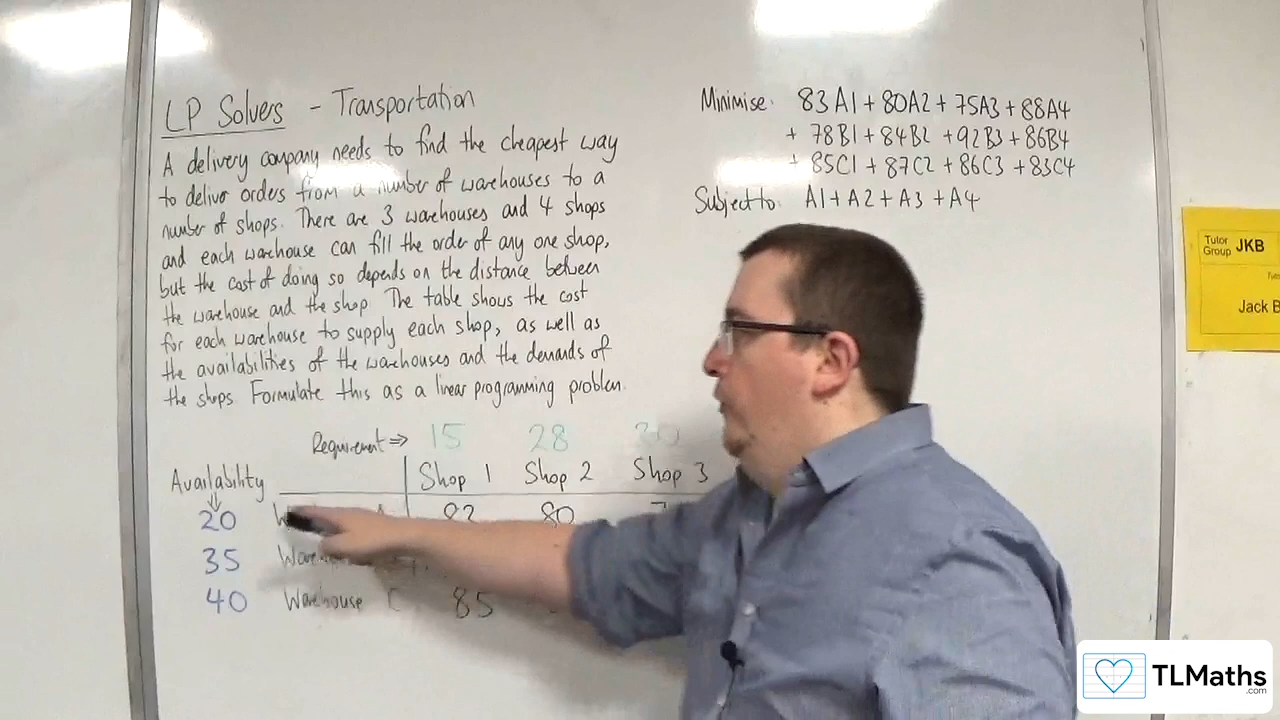 LP Solvers - Transportation
A delivery company needs to find the cheapest way
to deliver orders from a number of warehouses to a
number of shops. There are 3 warehouses and 4 shops
and each warehouse can fill the order of any one shop,
but the cost of doing so depends on the distance between
the warehouse and the shop. The table shows the cost
for each warehouse to supply each shop, as well as
the availabilities of the warehouses and the demands of
the shops. Formulate this as a linear programming problem.
Requirement ⇒ 15 28 30
Availability Shop 1 Shop 2 Shop 3
20 80
35
40 Warehouse C 85
Minimise: 83A1 + 80A2 + 75A3 + 88A4
+ 78B1 + 84B2 + 92B3 + 86B4
+ 85C1 + 87C2 + 86C3 + 83C4
Subject to: A1 + A2 + A3 + A4
Tutor
Group JKB
Jack B
TLMaths
.com